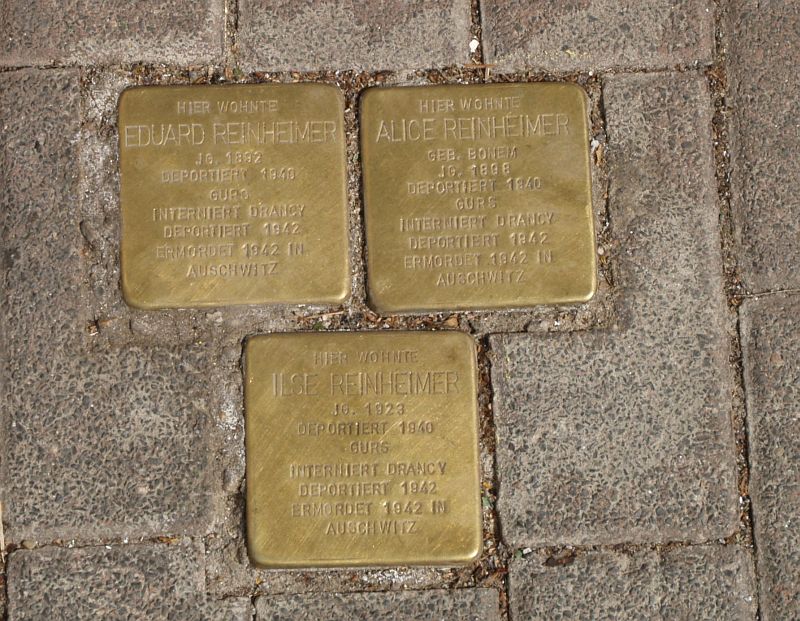 HIER WOHNTE
EDUARD REINHEIMER
JG. 1892
DEPORTIERT 1940
GURS
INTERNIERT DRANCY
DEPORTIERT 1942
ERMORDET 1942 IN
AUSCHWITZ
HIER WOHNTE
ALICE REINHEIMER
GEB. BONEM
JG. 1898
DEPORTIERT 1940
GURS
INTERNIERT DRANCY
DEPORTIERT 1942
ERMORDET 1942 IN
AUSCHWITZ
HIER WOHNTE
ILSE REINHEIMER
JG. 1923
DEPORTIERT 1940
GURS
INTERNIERT DRANCY
DEPORTIERT 1942
ERMORDET 1942 IN
AUSCHWITZ